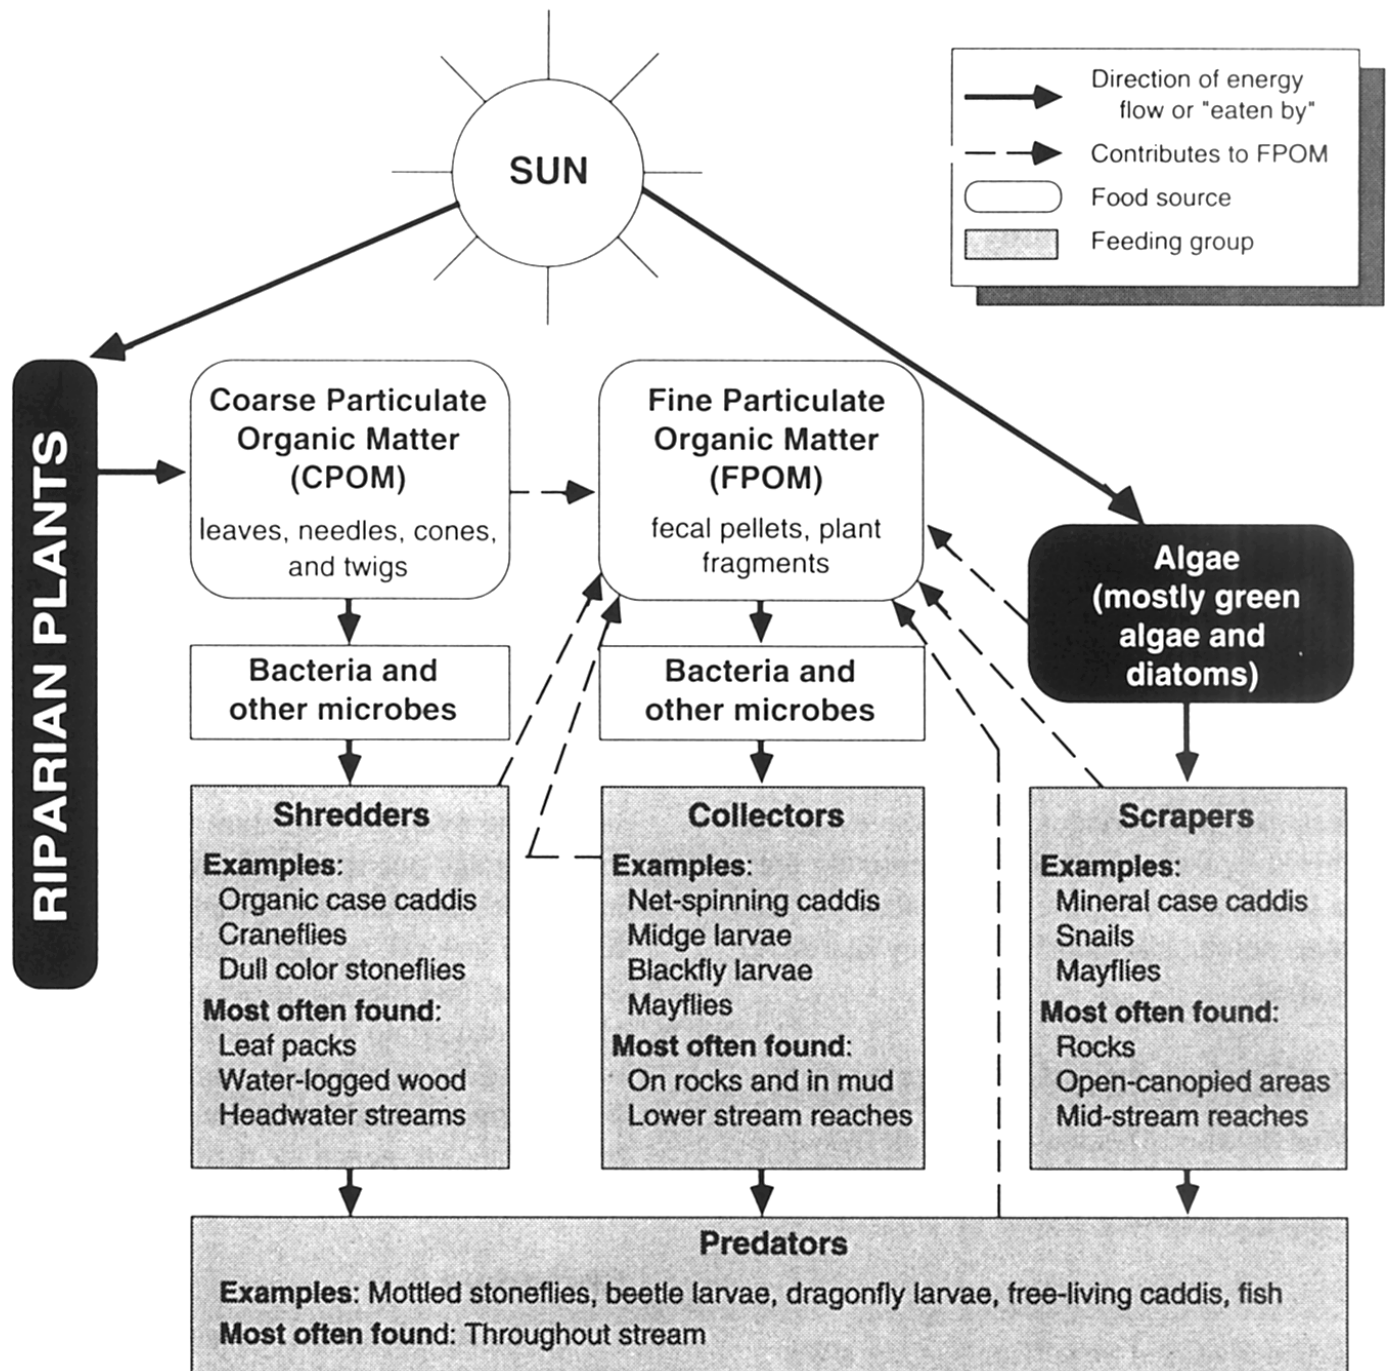 SUN
Direction of energy
flow or "eaten by"
Contributes to FPOM
Food source
Feeding group
RIPARIAN PLANTS
Coarse Particulate
Organic Matter
(CPOM)
leaves, needles, cones,
and twigs
Fine Particulate
Organic Matter
(FPOM)
fecal pellets, plant
fragments
Algae
(mostly green
algae and
diatoms)
Bacteria and
other microbes
Bacteria and
other microbes
Shredders
Examples:
Organic case caddis
Craneflies
Dull color stoneflies
Most often found:
Leaf packs
Water-logged wood
Headwater streams
Collectors
Examples:
Net-spinning caddis
Midge larvae
Blackfly larvae
Mayflies
Most often found:
On rocks and in mud
Lower stream reaches
Scrapers
Examples:
Mineral case caddis
Snails
Mayflies
Most often found:
Rocks
Open-canopied areas
Mid-stream reaches
Predators
Examples: Mottled stoneflies, beetle larvae, dragonfly larvae, free-living caddis, fish
Most often found: Throughout stream